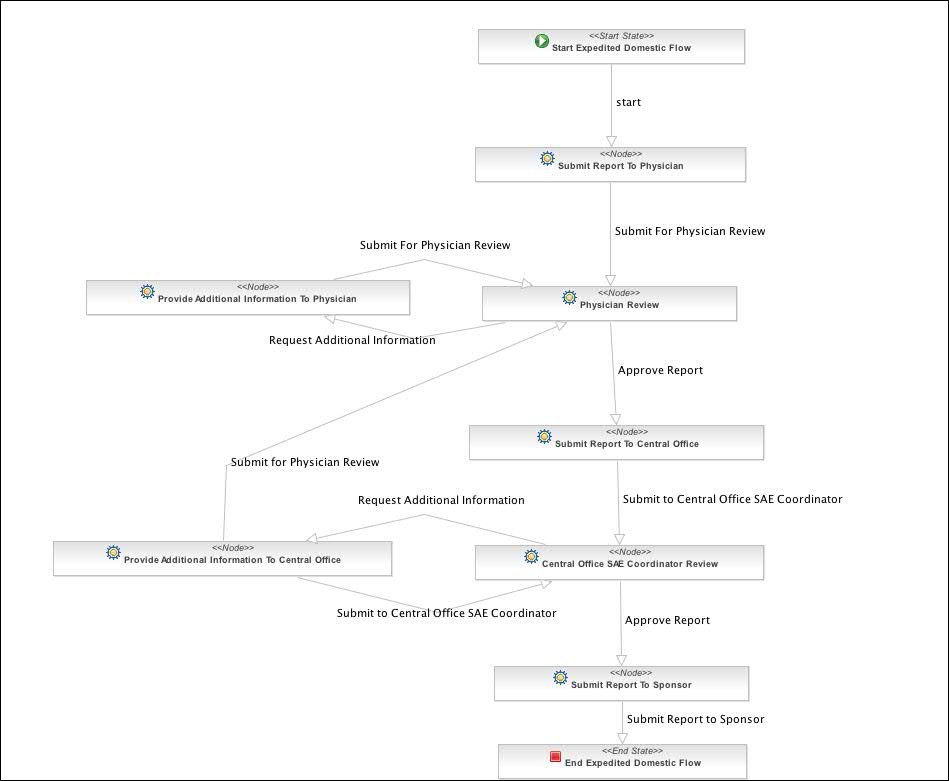 <<Start State>>
Start Expedited Domestic Flow
start
<<Node>>
Submit Report To Physician
Submit For Physician Review
Submit For Physician Review
<<Node>>
Provide Additional Information To Physician
<<Node>>
Physician Review
Request Additional Information
Approve Report
<<Node>>
Submit Report To Central Office
Submit for Physician Review
Request Additional Information
Submit to Central Office SAE Coordinator
<<Node>>
Provide Additional Information To Central Office
<<Node>>
Central Office SAE Coordinator Review
Submit to Central Office SAE Coordinator
Approve Report
<<Node>>
Submit Report To Sponsor
Submit Report to Sponsor
<<End State>>
End Expedited Domestic Flow